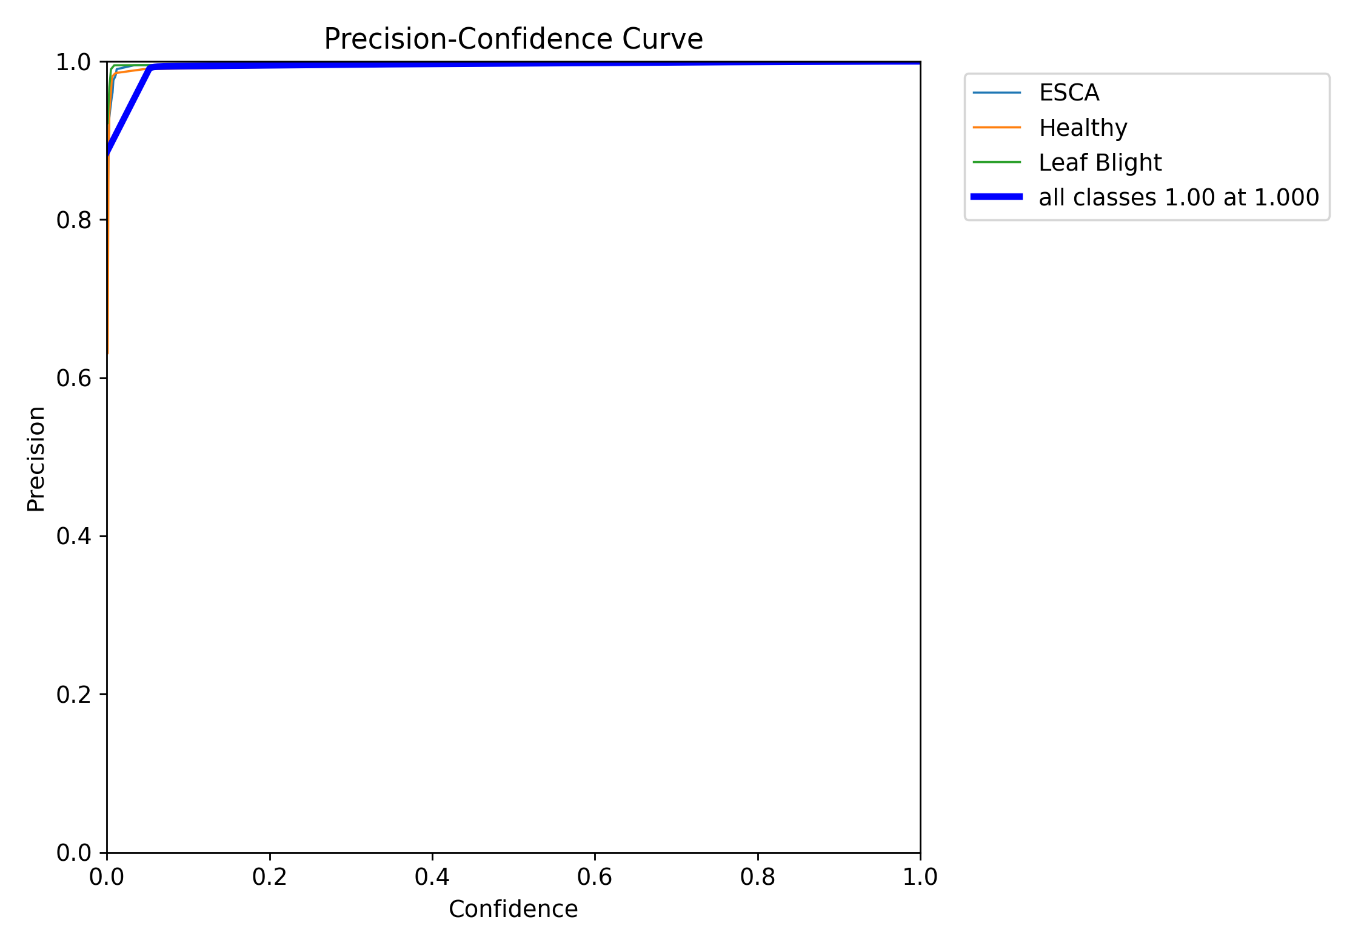 Precision-Confidence Curve
1.0
0.8
0.6
0.4
0.2
0.0
Precision
0.0 0.2 0.4 0.6 0.8 1.0
Confidence
ESCA
Healthy
Leaf Blight
all classes 1.00 at 1.000